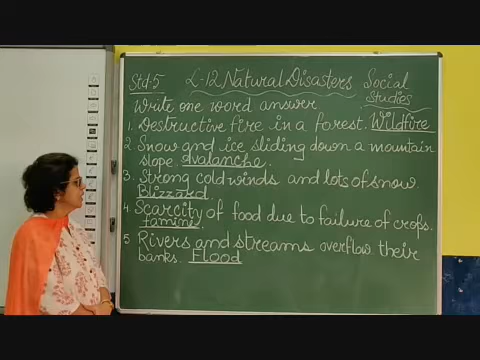 Std:5 L-12 Natural Disasters Social Studies
Write one word answer
1. Destructive fire in a forest. Wildfire
2. Snow and ice sliding down a mountain
slope. avalanche.
3. Strong cold winds and lots of snow.
Blizzard.
4. Scarcity of food due to failure of crops.
famine.
5. Rivers and streams overflow their
banks. Flood